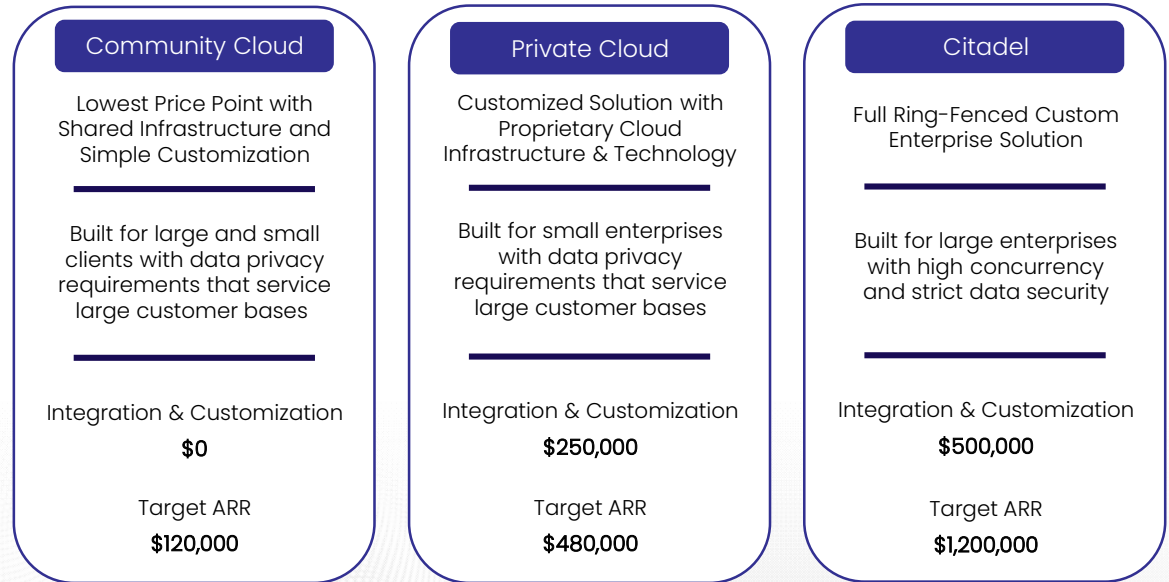 Community Cloud
Lowest Price Point with
Shared Infrastructure and
Simple Customization
Built for large and small
clients with data privacy
requirements that service
large customer bases
Integration & Customization
$0
Target ARR
$120,000
Private Cloud
Customized Solution with
Proprietary Cloud
Infrastructure & Technology
Built for small enterprises
with data privacy
requirements that service
large customer bases
Integration & Customization
$250,000
Target ARR
$480,000
Citadel
Full Ring-Fenced Custom
Enterprise Solution
Built for large enterprises
with high concurrency
and strict data security
Integration & Customization
$500,000
Target ARR
$1,200,000